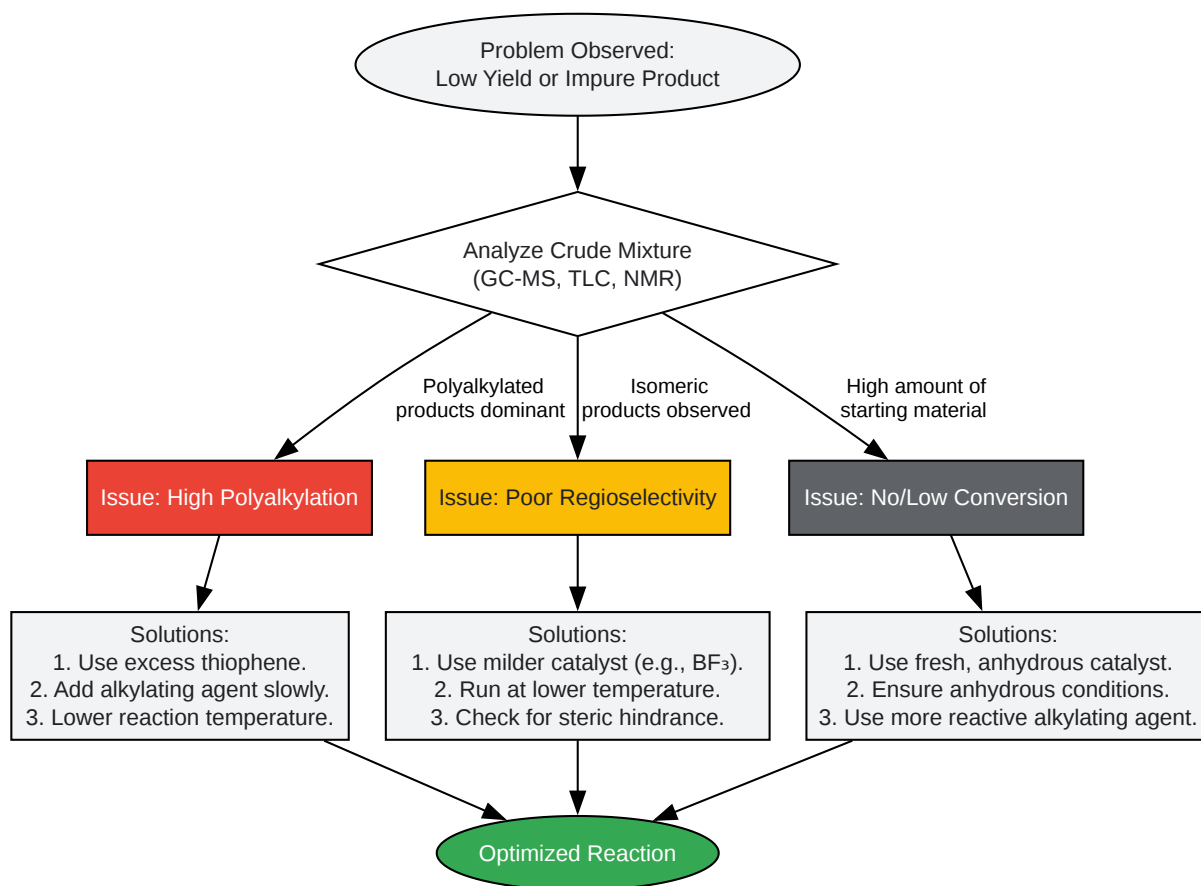 Problem Observed:
Low Yield or Impure Product
Analyze Crude Mixture
(GC-MS, TLC, NMR)
Polyalkylated
products dominant
Isomeric
products observed
High amount of
starting material
Issue: High Polyalkylation
Issue: Poor Regioselectivity
Issue: No/Low Conversion
Solutions:
1. Use excess thiophene.
2. Add alkylating agent slowly.
3. Lower reaction temperature.
Solutions:
1. Use milder catalyst (e.g., BF₃).
2. Run at lower temperature.
3. Check for steric hindrance.
Solutions:
1. Use fresh, anhydrous catalyst.
2. Ensure anhydrous conditions.
3. Use more reactive alkylating agent.
Optimized Reaction